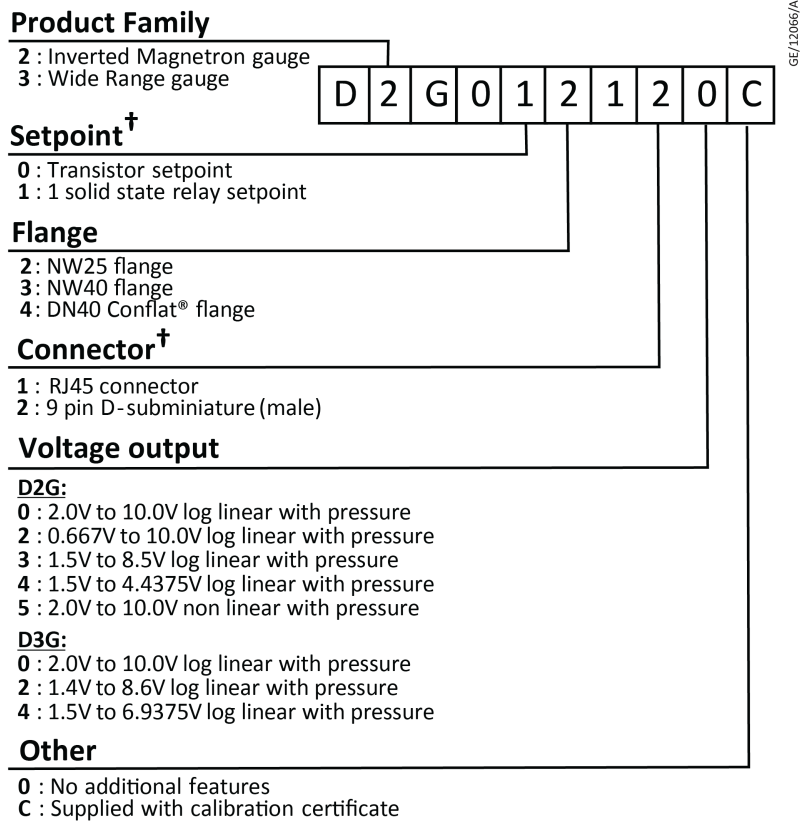 Product Family
2 : Inverted Magnetron gauge
3 : Wide Range gauge
D 2 G 0 1 2 1 2 0 C
GE/12066/A
Setpoint†
0 : Transistor setpoint
1 : 1 solid state relay setpoint
Flange
2 : NW25 flange
3 : NW40 flange
4 : DN40 Conflat® flange
Connector†
1 : RJ45 connector
2 : 9 pin D-subminiature (male)
Voltage output
D2G:
0 : 2.0V to 10.0V log linear with pressure
2 : 0.667V to 10.0V log linear with pressure
3 : 1.5V to 8.5V log linear with pressure
4 : 1.5V to 4.4375V log linear with pressure
5 : 2.0V to 10.0V non linear with pressure
D3G:
0 : 2.0V to 10.0V log linear with pressure
2 : 1.4V to 8.6V log linear with pressure
4 : 1.5V to 6.9375V log linear with pressure
Other
0 : No additional features
C : Supplied with calibration certificate